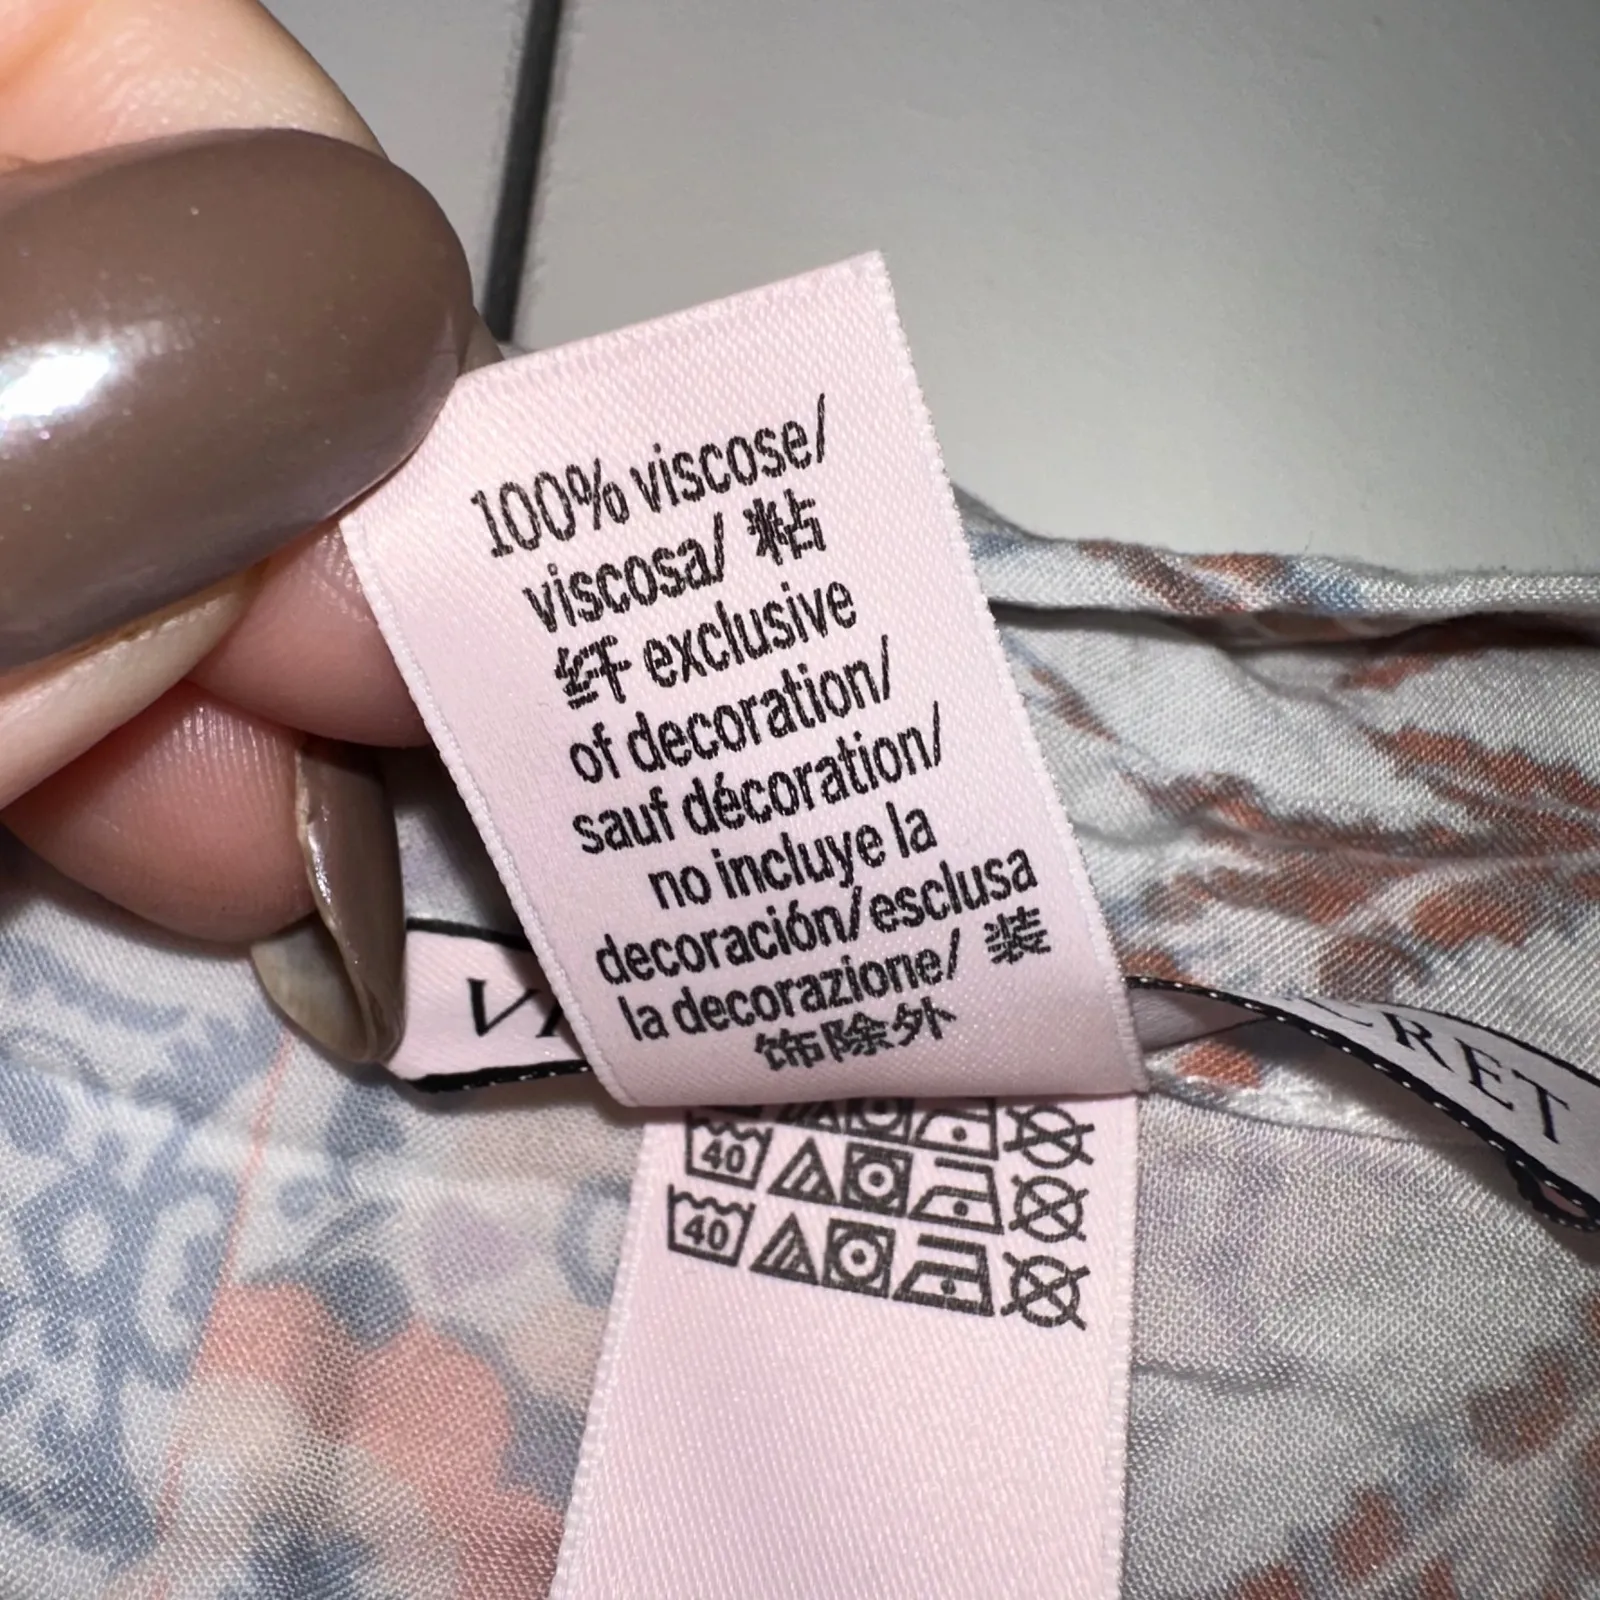 100% viscose/
viscosa/ 粘
纤 exclusive
of decoration/
sauf décoration/
no incluye la
decoración/esclusa
la decorazione/ 装
饰除外
40
40